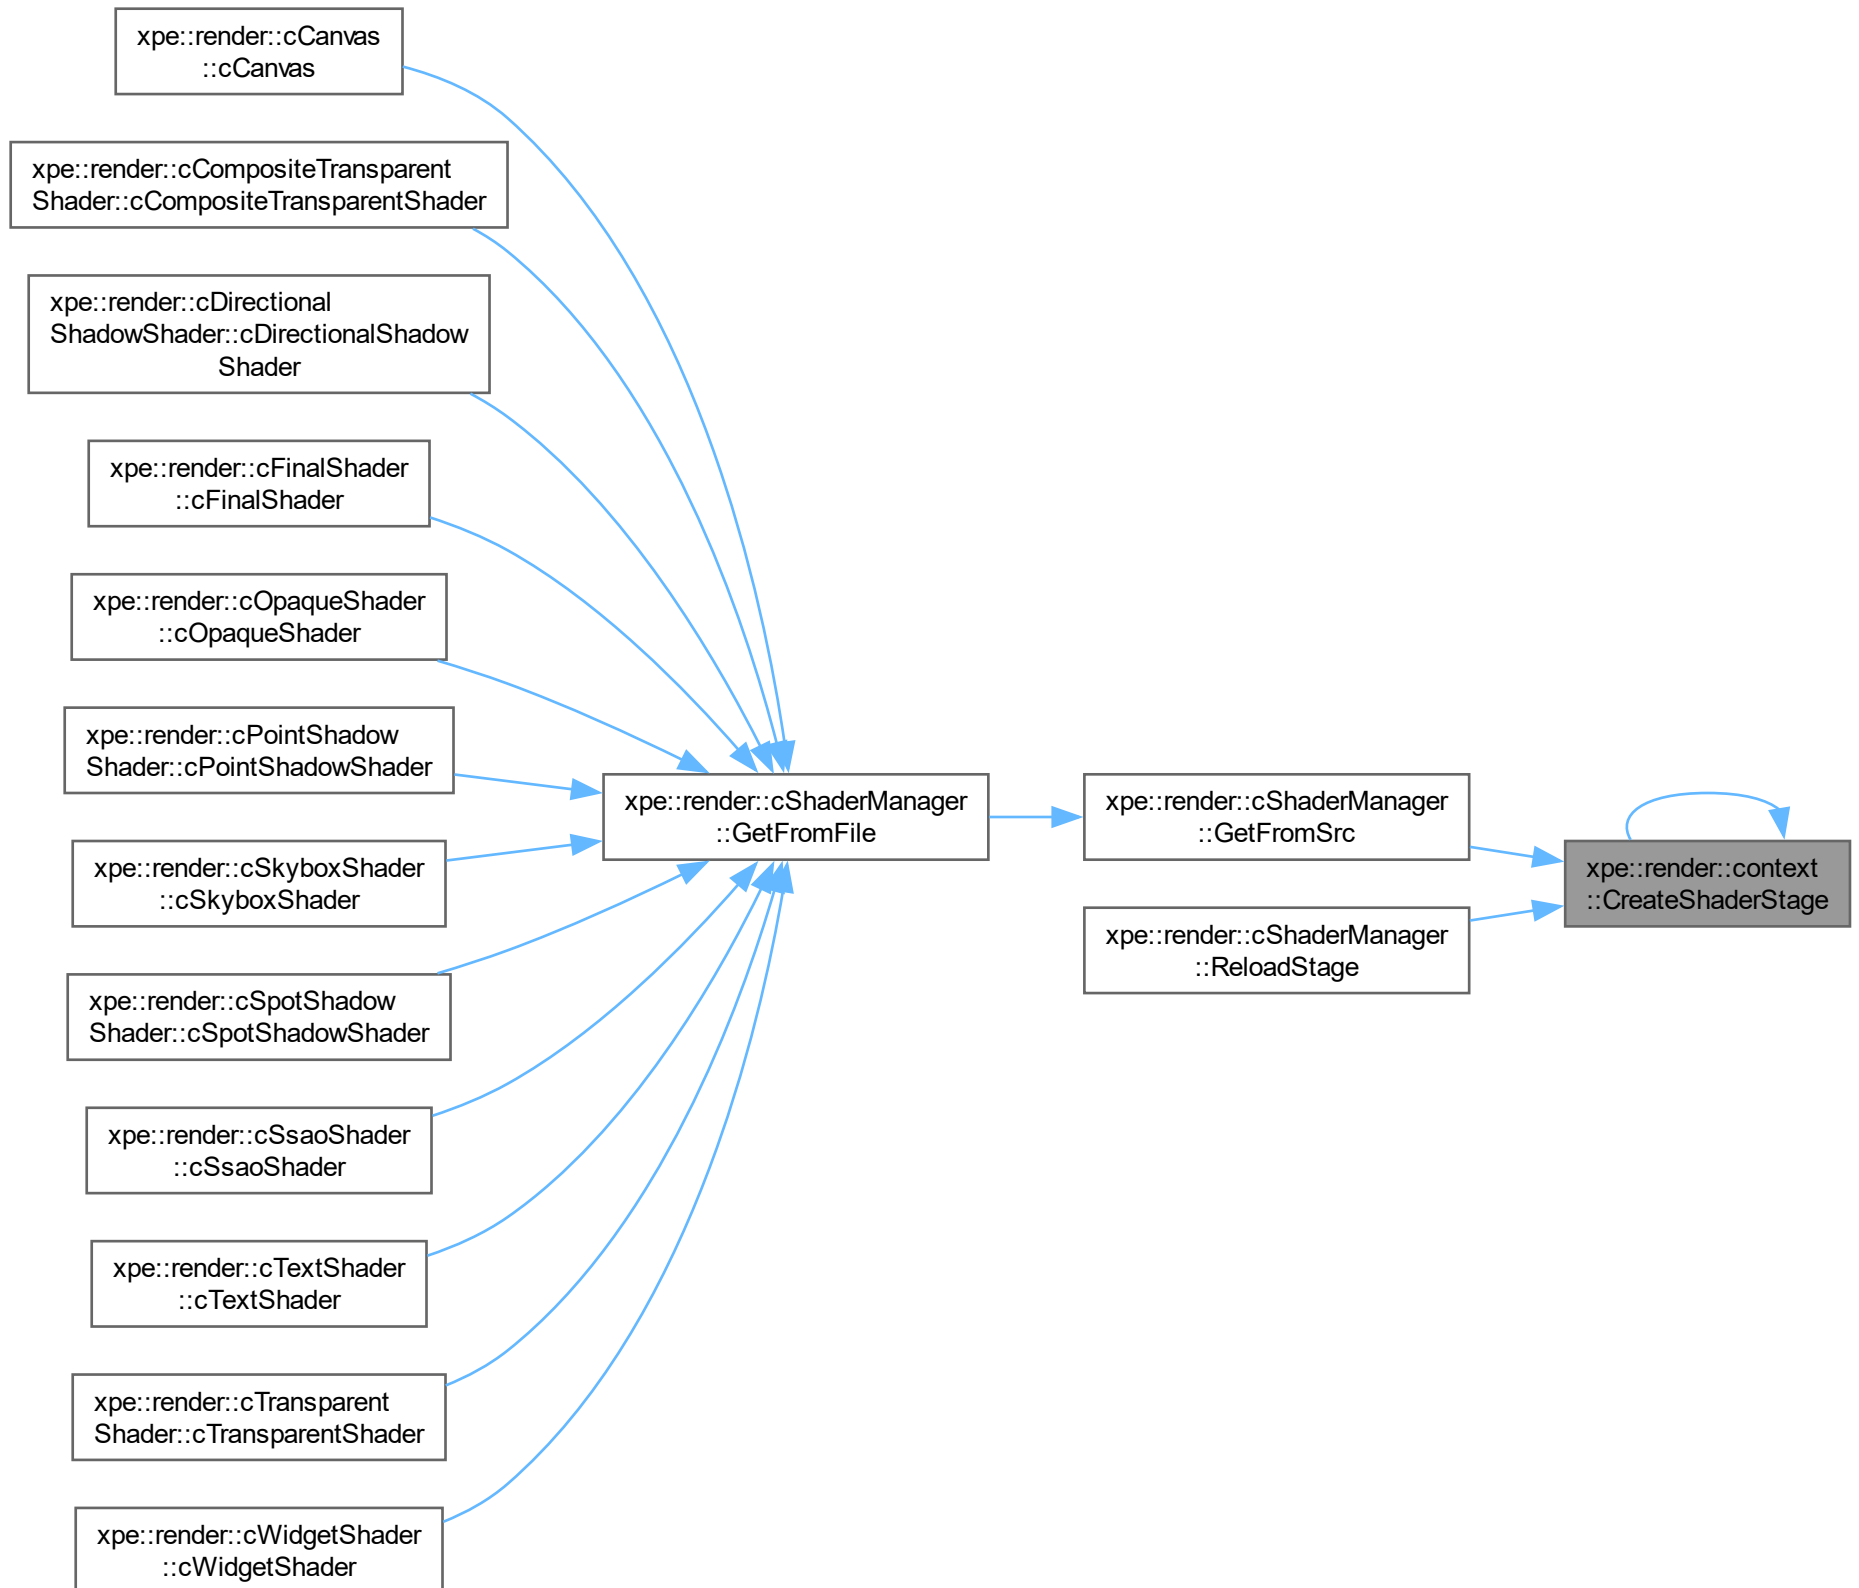 xpe::render::cCanvas
::cCanvas
xpe::render::cCompositeTransparent
Shader::cCompositeTransparentShader
xpe::render::cDirectional
ShadowShader::cDirectionalShadow
Shader
xpe::render::cFinalShader
::cFinalShader
xpe::render::cOpaqueShader
::cOpaqueShader
xpe::render::cPointShadow
Shader::cPointShadowShader
xpe::render::cSkyboxShader
::cSkyboxShader
xpe::render::cSpotShadow
Shader::cSpotShadowShader
xpe::render::cSsaoShader
::cSsaoShader
xpe::render::cTextShader
::cTextShader
xpe::render::cTransparent
Shader::cTransparentShader
xpe::render::cWidgetShader
::cWidgetShader
xpe::render::cShaderManager
::GetFromFile
xpe::render::cShaderManager
::GetFromSrc
xpe::render::cShaderManager
::ReloadStage
xpe::render::context
::CreateShaderStage